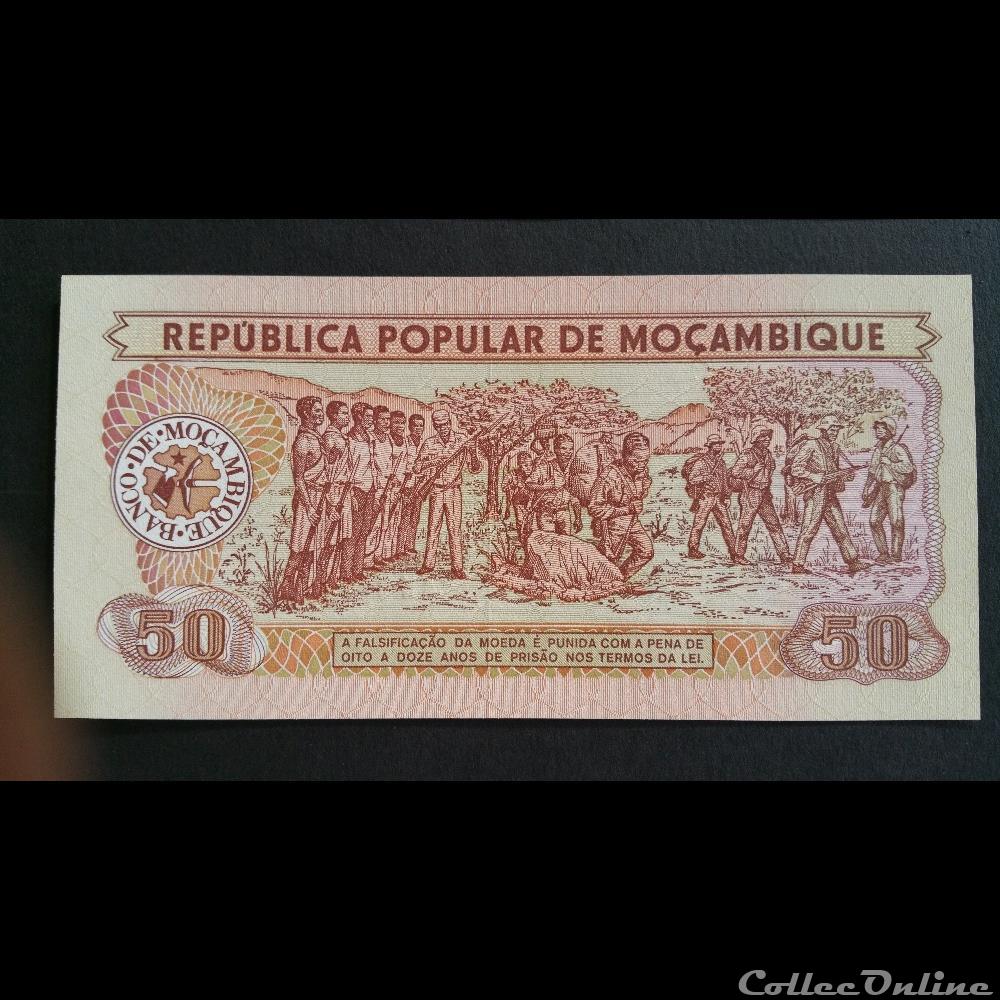 REPÚBLICA POPULAR DE MOÇAMBIQUE
BANCO·DE·MOÇAMBIQUE·
50
A FALSIFICAÇÃO DA MOEDA É PUNIDA COM A PENA DE
OITO A DOZE ANOS DE PRISÃO NOS TERMOS DA LEI.
50
CollecOnline